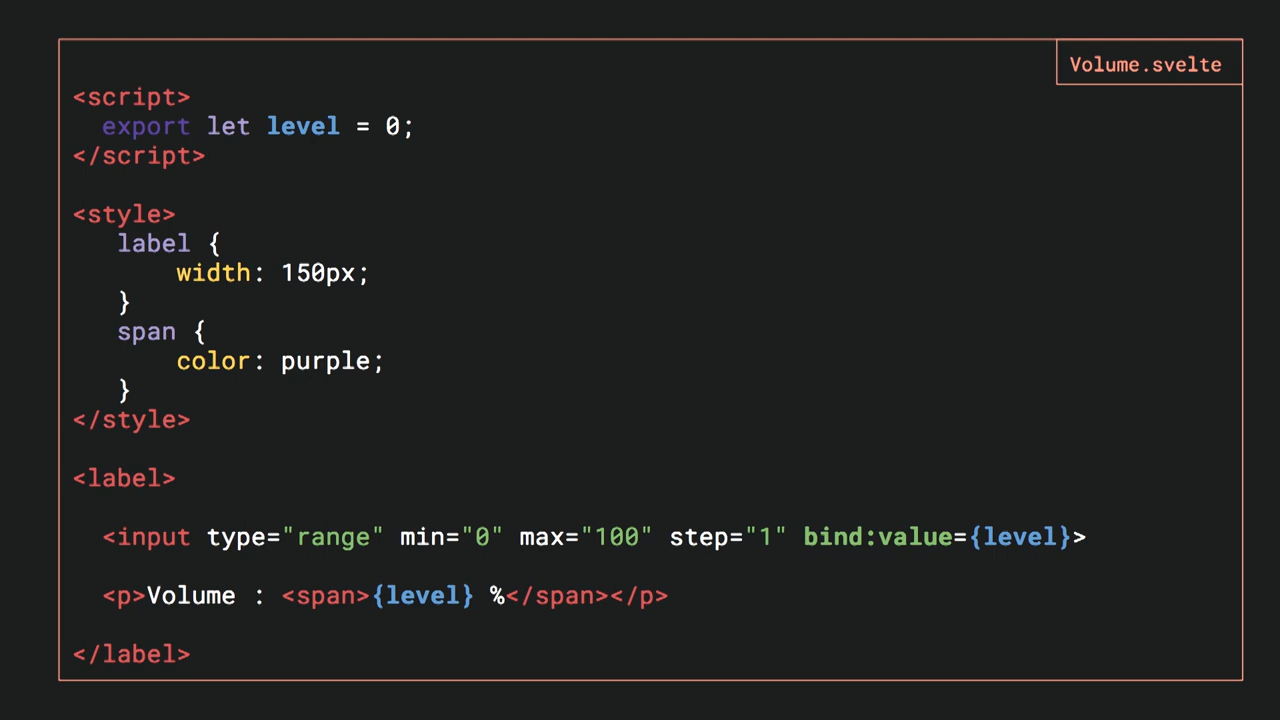 Volume.svelte
<script>
  export let level = 0;
</script>

<style>
   label {
       width: 150px;
   }
   span {
       color: purple;
   }
</style>

<label>

  <input type="range" min="0" max="100" step="1" bind:value={level}>

  <p>Volume : <span>{level} %</span></p>

</label>